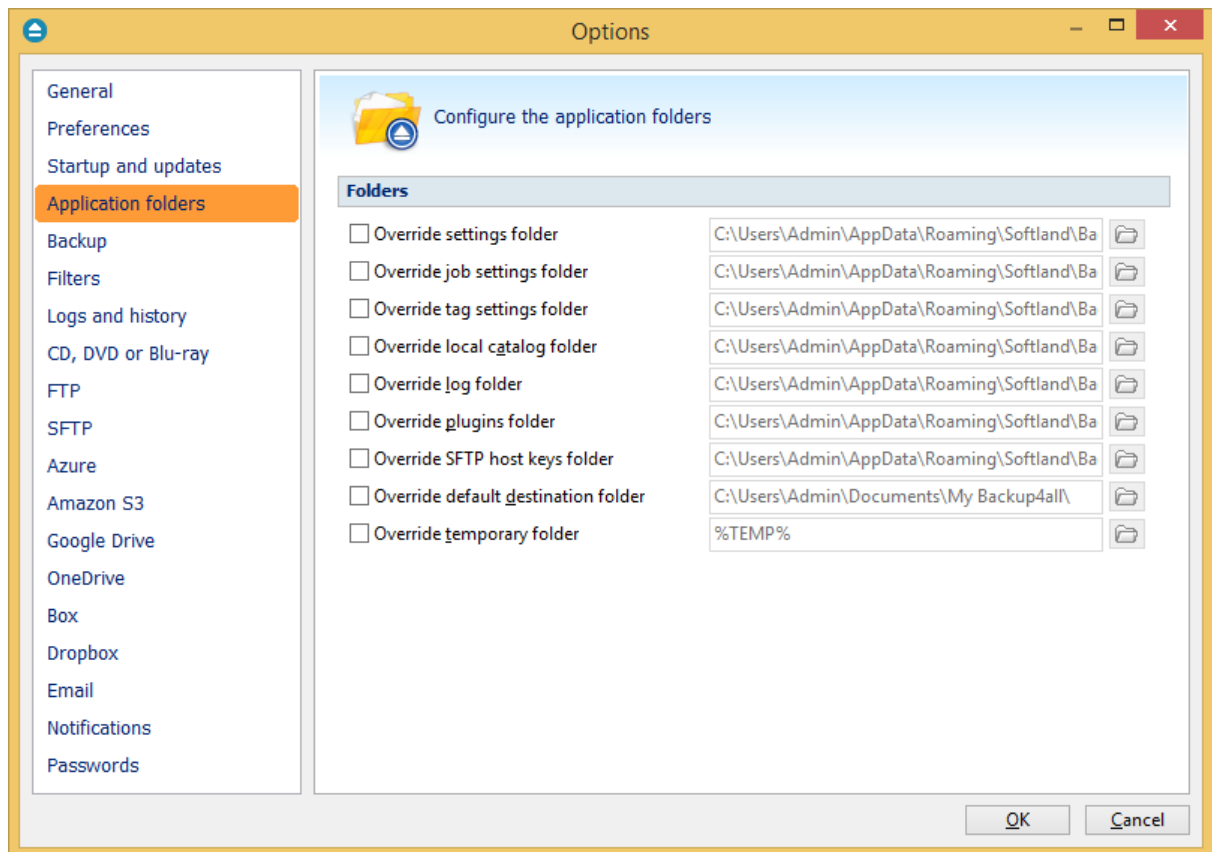 Options
General
Preferences
Startup and updates
Application folders
Backup
Filters
Logs and history
CD, DVD or Blu-ray
FTP
SFTP
Azure
Amazon S3
Google Drive
OneDrive
Box
Dropbox
Email
Notifications
Passwords
Configure the application folders
Folders
Override settings folder C:\Users\Admin\AppData\Roaming\Softland\Ba
Override job settings folder C:\Users\Admin\AppData\Roaming\Softland\Ba
Override tag settings folder C:\Users\Admin\AppData\Roaming\Softland\Ba
Override local catalog folder C:\Users\Admin\AppData\Roaming\Softland\Ba
Override log folder C:\Users\Admin\AppData\Roaming\Softland\Ba
Override plugins folder C:\Users\Admin\AppData\Roaming\Softland\Ba
Override SFTP host keys folder C:\Users\Admin\AppData\Roaming\Softland\Ba
Override default destination folder C:\Users\Admin\Documents\My Backup4all\
Override temporary folder %TEMP%
OK Cancel